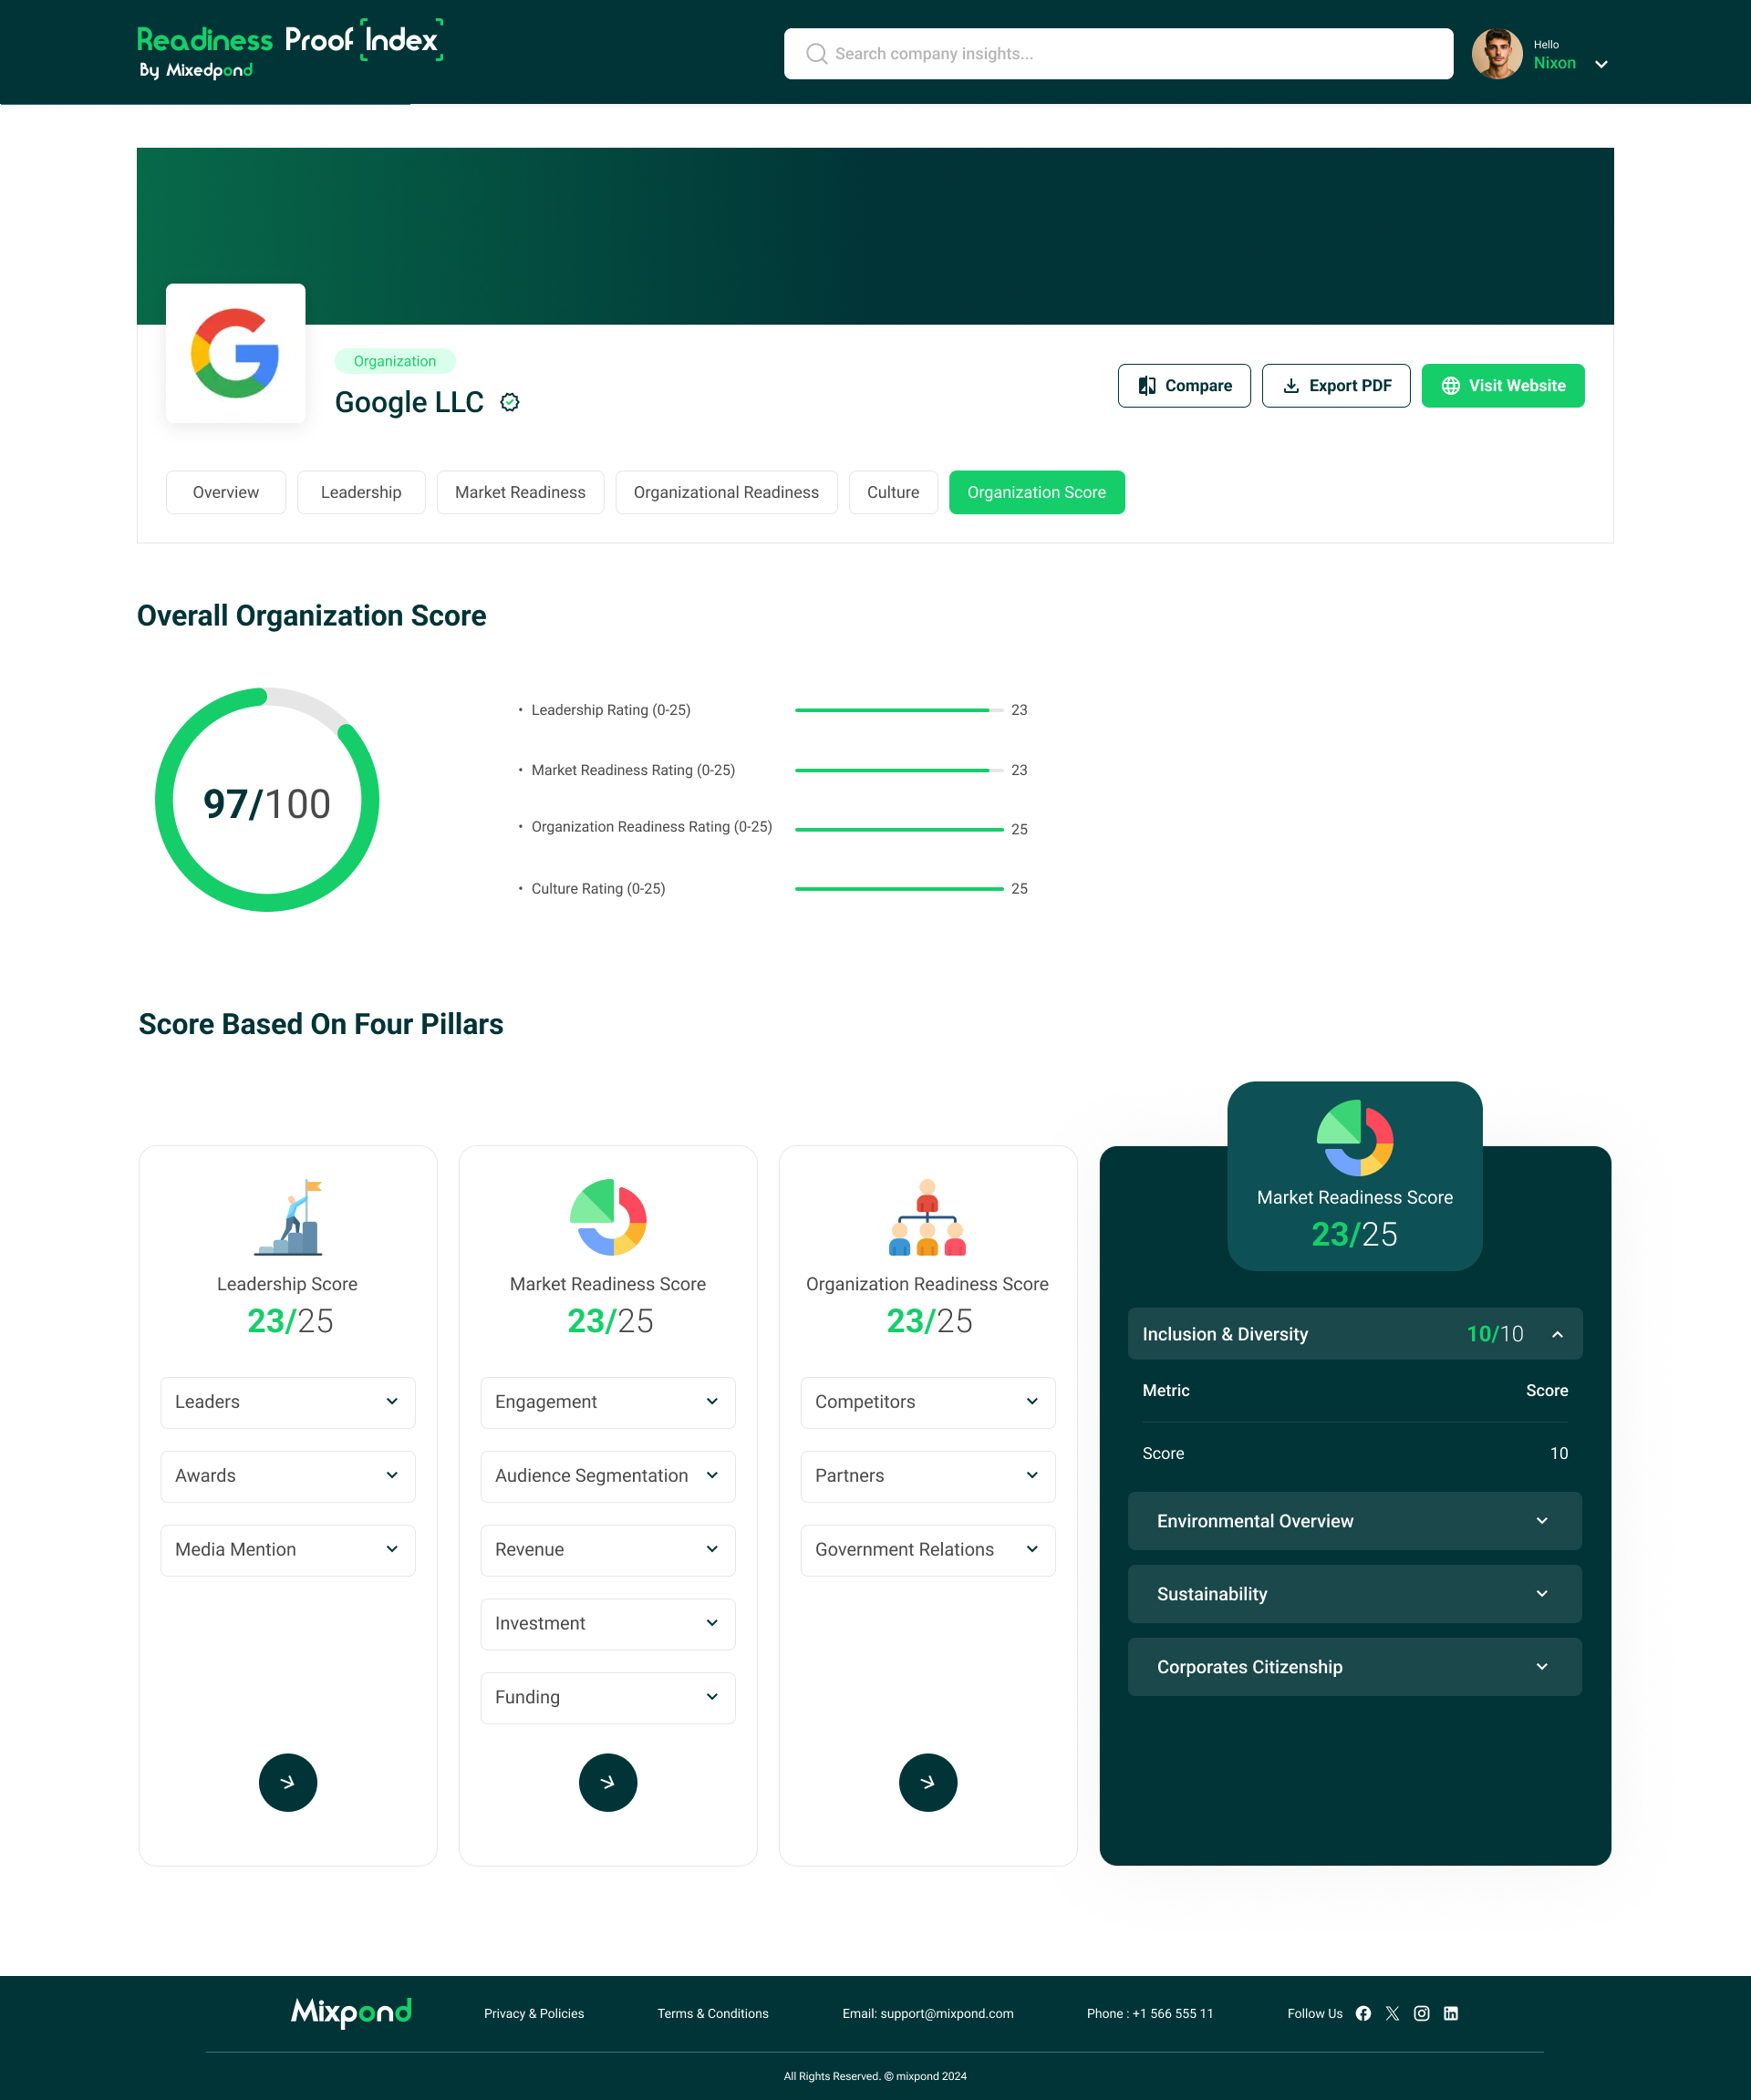 Readiness Proof Index
By Mixedpond
Search company insights...
Hello
Nixon
Organization
Google LLC
Compare
Export PDF
Visit Website
Overview
Leadership
Market Readiness
Organizational Readiness
Culture
Organization Score
Overall Organization Score
97/100
• Leadership Rating (0-25) 23
• Market Readiness Rating (0-25) 23
• Organization Readiness Rating (0-25) 25
• Culture Rating (0-25) 25
Score Based On Four Pillars
Leadership Score
23/25
Leaders
Awards
Media Mention
Market Readiness Score
23/25
Engagement
Audience Segmentation
Revenue
Investment
Funding
Organization Readiness Score
23/25
Competitors
Partners
Government Relations
Market Readiness Score
23/25
Inclusion & Diversity 10/10
Metric Score
Score 10
Environmental Overview
Sustainability
Corporates Citizenship
Mixpond
Privacy & Policies
Terms & Conditions
Email: support@mixpond.com
Phone : +1 566 555 11
Follow Us
All Rights Reserved. © mixpond 2024